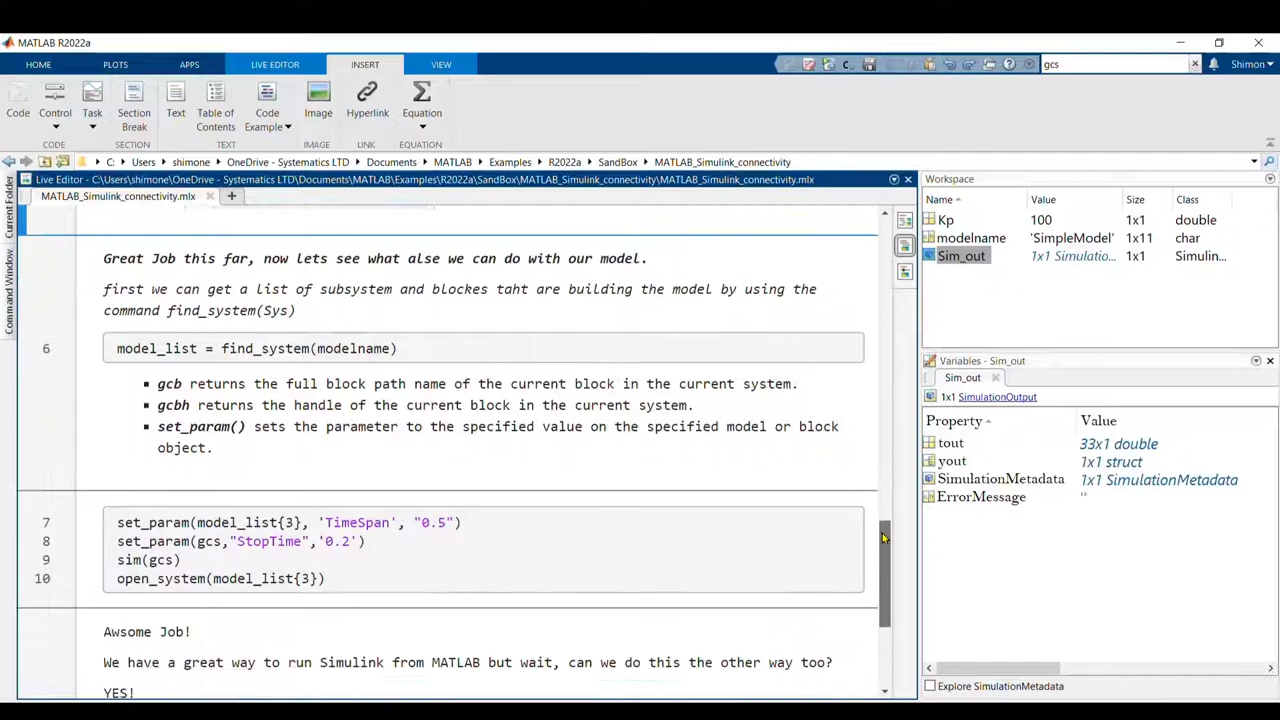 MATLAB R2022a
HOME PLOTS APPS LIVE EDITOR INSERT VIEW gcs Shimon
Code Control Task Section Break Text Table of Contents Code Example Image Hyperlink Equation
CODE SECTION TEXT IMAGE LINK EQUATION
C: Users shimone OneDrive - Systematics LTD Documents MATLAB Examples R2022a SandBox MATLAB_Simulink_connectivity
Current Folder
Command Window
Live Editor - C:\Users\shimone\OneDrive - Systematics LTD\Documents\MATLAB\Examples\R2022a\SandBox\MATLAB_Simulink_connectivity\MATLAB_Simulink_connectivity.mlx
MATLAB_Simulink_connectivity.mlx
Great Job this far, now lets see what alse we can do with our model.
first we can get a list of subsystem and blockes taht are building the model by using the
command find_system(Sys)
6 model_list = find_system(modelname)
gcb returns the full block path name of the current block in the current system.
gcbh returns the handle of the current block in the current system.
set_param() sets the parameter to the specified value on the specified model or block
object.
7 set_param(model_list{3}, 'TimeSpan', "0.5")
8 set_param(gcs,"StopTime",'0.2')
9 sim(gcs)
10 open_system(model_list{3})
Awsome Job!
We have a great way to run Simulink from MATLAB but wait, can we do this the other way too?
YES!
Workspace
Name Value Size Class
Kp 100 1x1 double
modelname 'SimpleModel' 1x11 char
Sim_out 1x1 Simulatio... 1x1 Simulin...
Variables - Sim_out
Sim_out
1x1 SimulationOutput
Property Value
tout 33x1 double
yout 1x1 struct
SimulationMetadata 1x1 SimulationMetadata
ErrorMessage ''
Explore SimulationMetadata